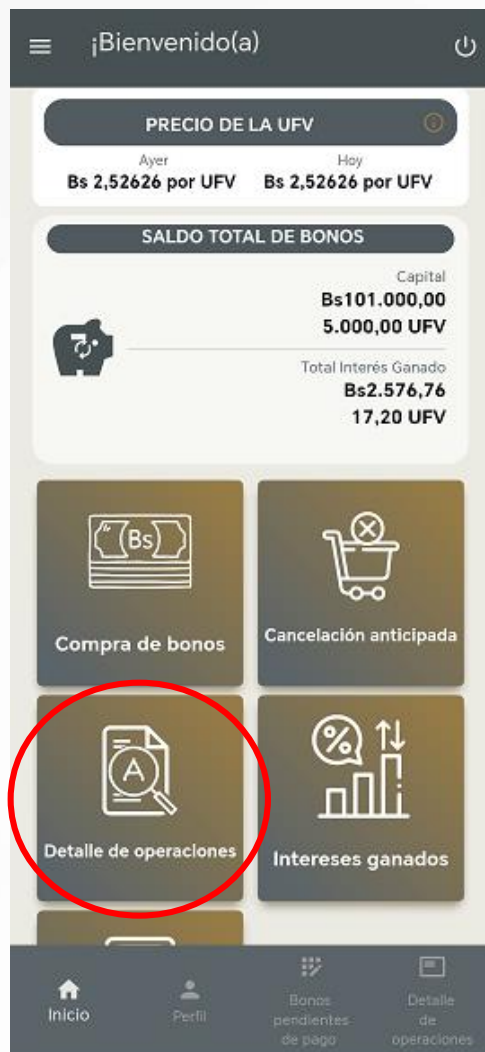 ¡Bienvenido(a)
PRECIO DE LA UFV
Ayer
Hoy
Bs 2,52626 por UFV
Bs 2,52626 por UFV
SALDO TOTAL DE BONOS
Capital
Bs101.000,00
5.000,00 UFV
Total Interés Ganado
Bs2.576,76
17,20 UFV
Bs
Compra de bonos
Cancelación anticipada
A
Detalle de operaciones
%
Intereses ganados
Inicio
Perfil
Bonos
pendientes
de pago
Detalle
de
operaciones